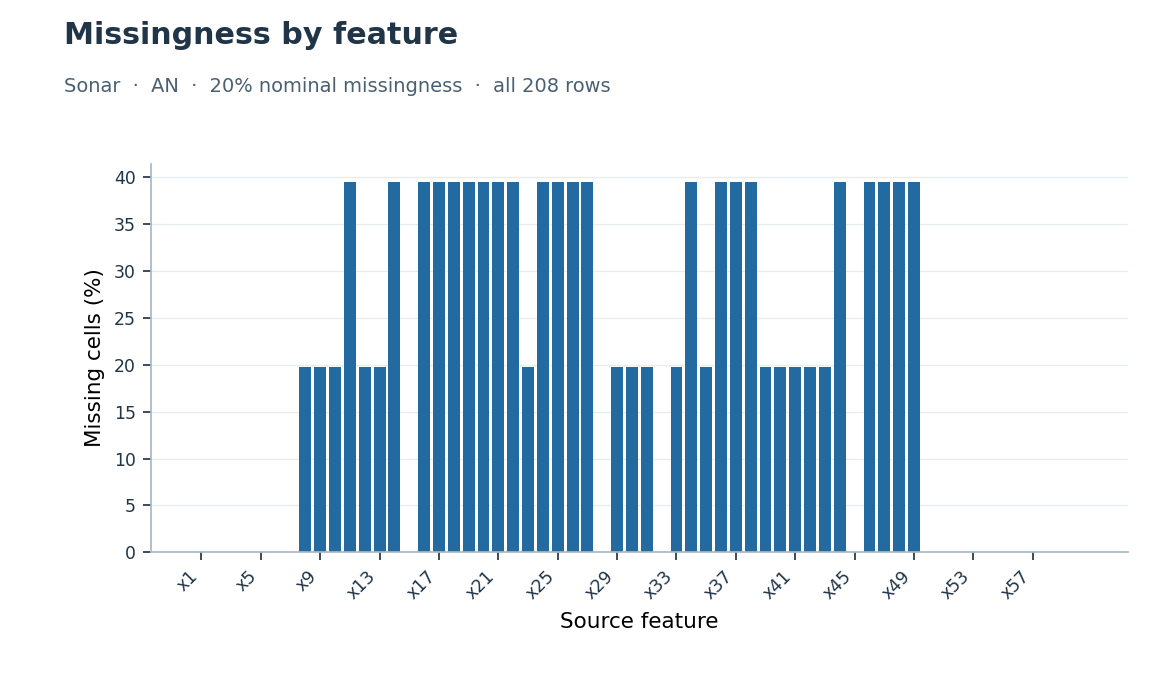 Missingness by feature
Sonar · AN · 20% nominal missingness · all 208 rows
40
35
30
25
20
15
10
5
0
Missing cells (%)
x1 x5 x9 x13 x17 x21 x25 x29 x33 x37 x41 x45 x49 x53 x57
Source feature